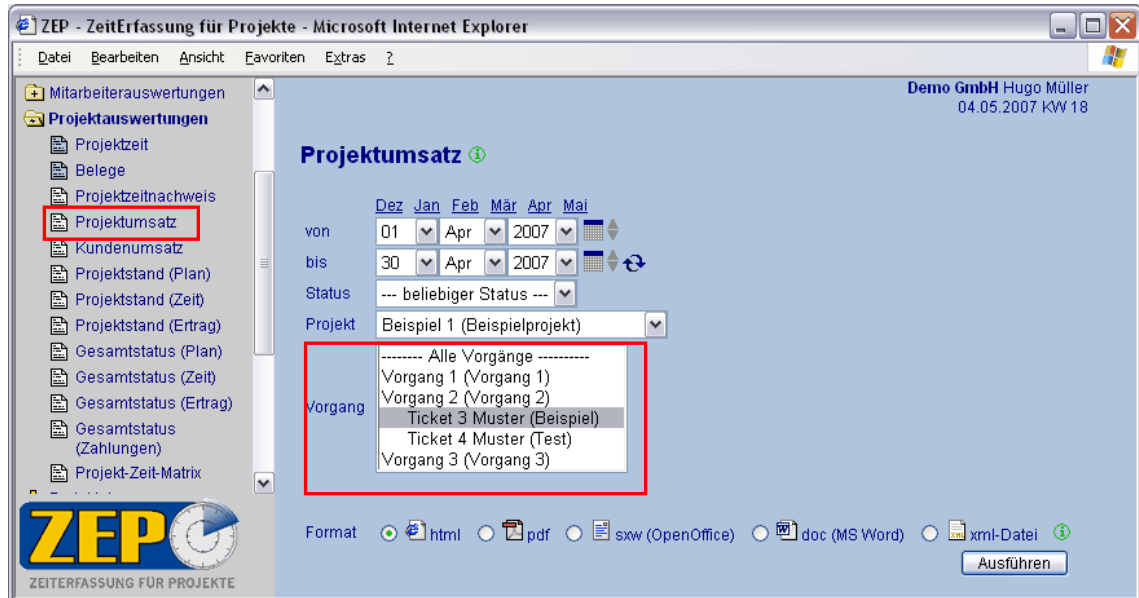 ZEP - ZeitErfassung für Projekte - Microsoft Internet Explorer
Datei Bearbeiten Ansicht Favoriten Extras ?
Mitarbeiterauswertungen
Projektauswertungen
Projektzeit
Belege
Projektzeitnachweis
Projektumsatz
Kundenumsatz
Projektstand (Plan)
Projektstand (Zeit)
Projektstand (Ertrag)
Gesamtstatus (Plan)
Gesamtstatus (Zeit)
Gesamtstatus (Ertrag)
Gesamtstatus
(Zahlungen)
Projekt-Zeit-Matrix
ZEP
ZEITERFASSUNG FÜR PROJEKTE
Demo GmbH Hugo Müller
04.05.2007 KW 18
Projektumsatz
Dez Jan Feb Mär Apr Mai
von 01 Apr 2007
bis 30 Apr 2007
Status --- beliebiger Status ---
Projekt Beispiel 1 (Beispielprojekt)
Vorgang
-------- Alle Vorgänge ----------
Vorgang 1 (Vorgang 1)
Vorgang 2 (Vorgang 2)
Ticket 3 Muster (Beispiel)
Ticket 4 Muster (Test)
Vorgang 3 (Vorgang 3)
Format html pdf sxw (OpenOffice) doc (MS Word) xml-Datei
Ausführen